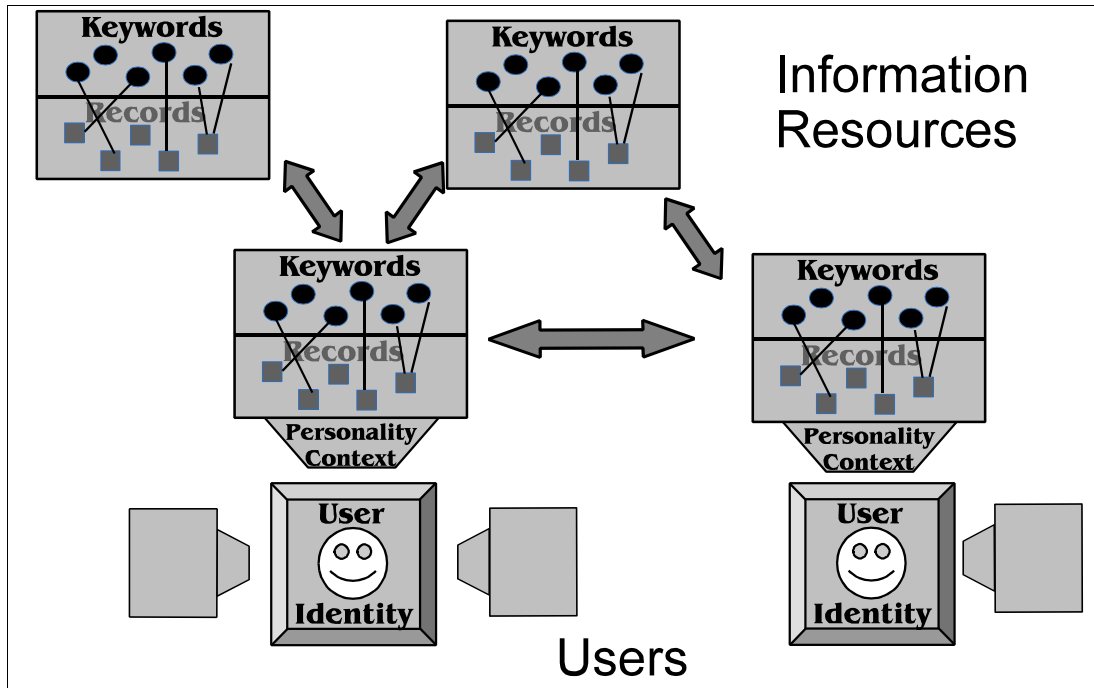 Keywords
Records
Keywords
Records
Information
Resources
Keywords
Records
Personality
Context
Keywords
Records
Personality
Context
User
Identity
User
Identity
Users